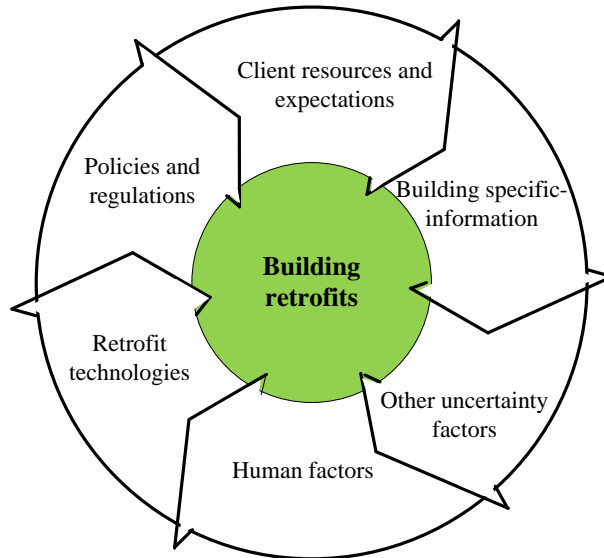 Client resources and
expectations
Building specific-
information
Other uncertainty
factors
Human factors
Retrofit
technologies
Policies and
regulations
Building
retrofits